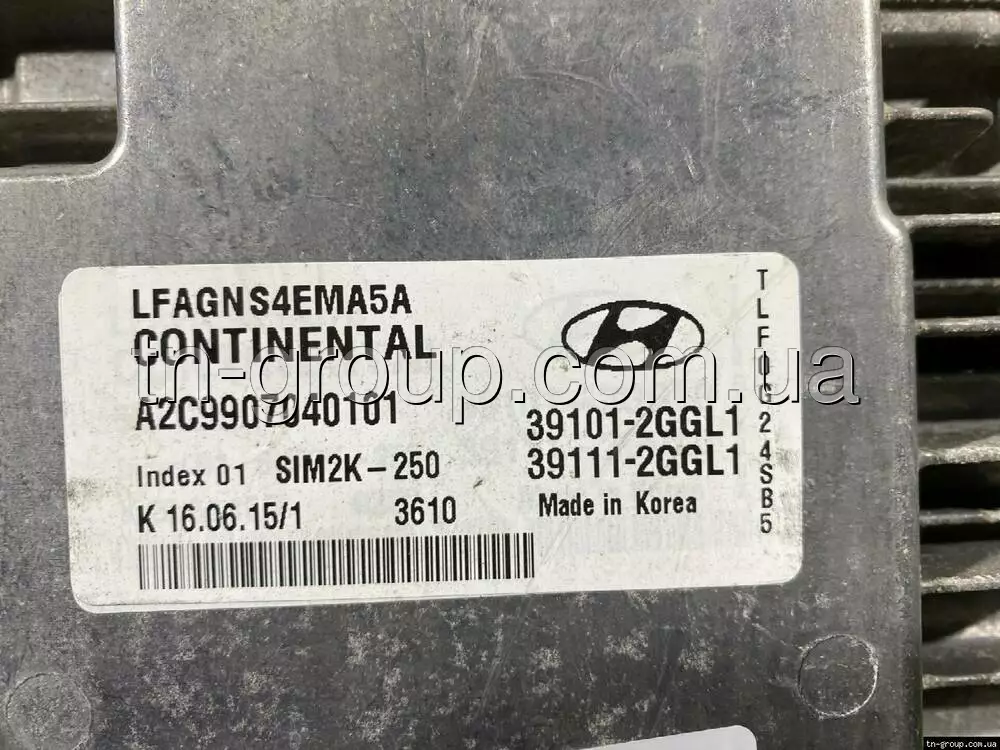 LFAGNS4EMA5A
CONTINENTAL
tn-group.com.ua
A2C9907040101
39101-2GGL1
Index 01 SIM2K-250
39111-2GGL1
K 16.06.15/1 3610
Made in Korea
tn-group.com.ua